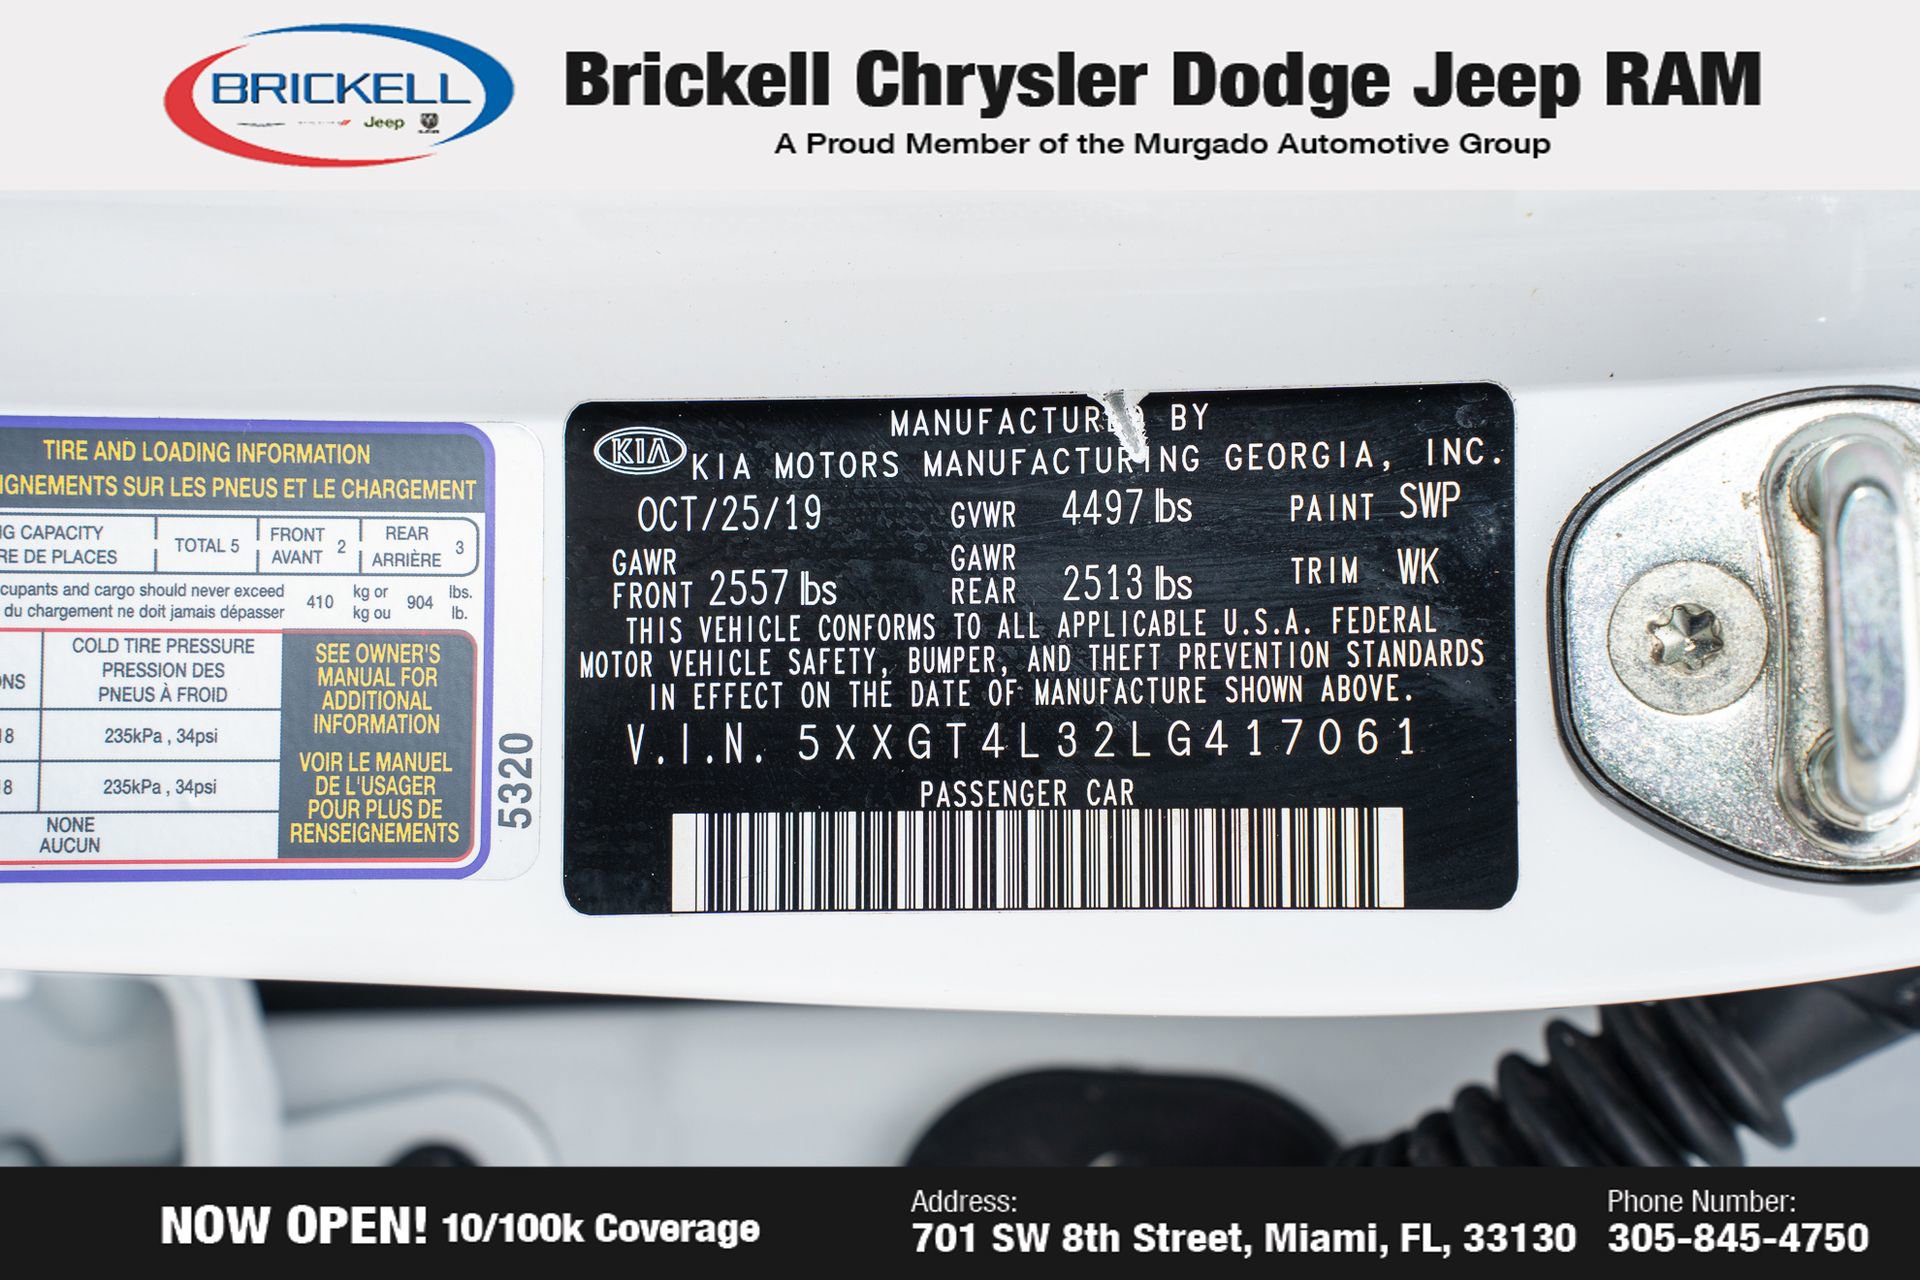 BRICKELL
Jeep
Brickell Chrysler Dodge Jeep RAM
A Proud Member of the Murgado Automotive Group
TIRE AND LOADING INFORMATION
IGNEMENTS SUR LES PNEUS ET LE CHARGEMENT
NG CAPACITY
RE DE PLACES
TOTAL 5
FRONT
AVANT
2
REAR
ARRIÈRE
3
cupants and cargo should never exceed
du chargement ne doit jamais dépasser
410
kg or
kg ou
904
lbs.
lb.
ONS
COLD TIRE PRESSURE
PRESSION DES
PNEUS À FROID
18
235kPa , 34psi
8
235kPa , 34psi
NONE
AUCUN
SEE OWNER'S
MANUAL FOR
ADDITIONAL
INFORMATION
VOIR LE MANUEL
DE L'USAGER
POUR PLUS DE
RENSEIGNEMENTS
5320
MANUFACTURED BY
KIA
KIA MOTORS MANUFACTURING GEORGIA, INC.
OCT/25/19 GVWR 4497 lbs PAINT SWP
GAWR
FRONT 2557 lbs
GAWR
REAR 2513 lbs
TRIM WK
THIS VEHICLE CONFORMS TO ALL APPLICABLE U.S.A. FEDERAL
MOTOR VEHICLE SAFETY, BUMPER, AND THEFT PREVENTION STANDARDS
IN EFFECT ON THE DATE OF MANUFACTURE SHOWN ABOVE.
V.I.N. 5XXGT4L32LG417061
PASSENGER CAR
NOW OPEN! 10/100k Coverage
Address:
701 SW 8th Street, Miami, FL, 33130
Phone Number:
305-845-4750